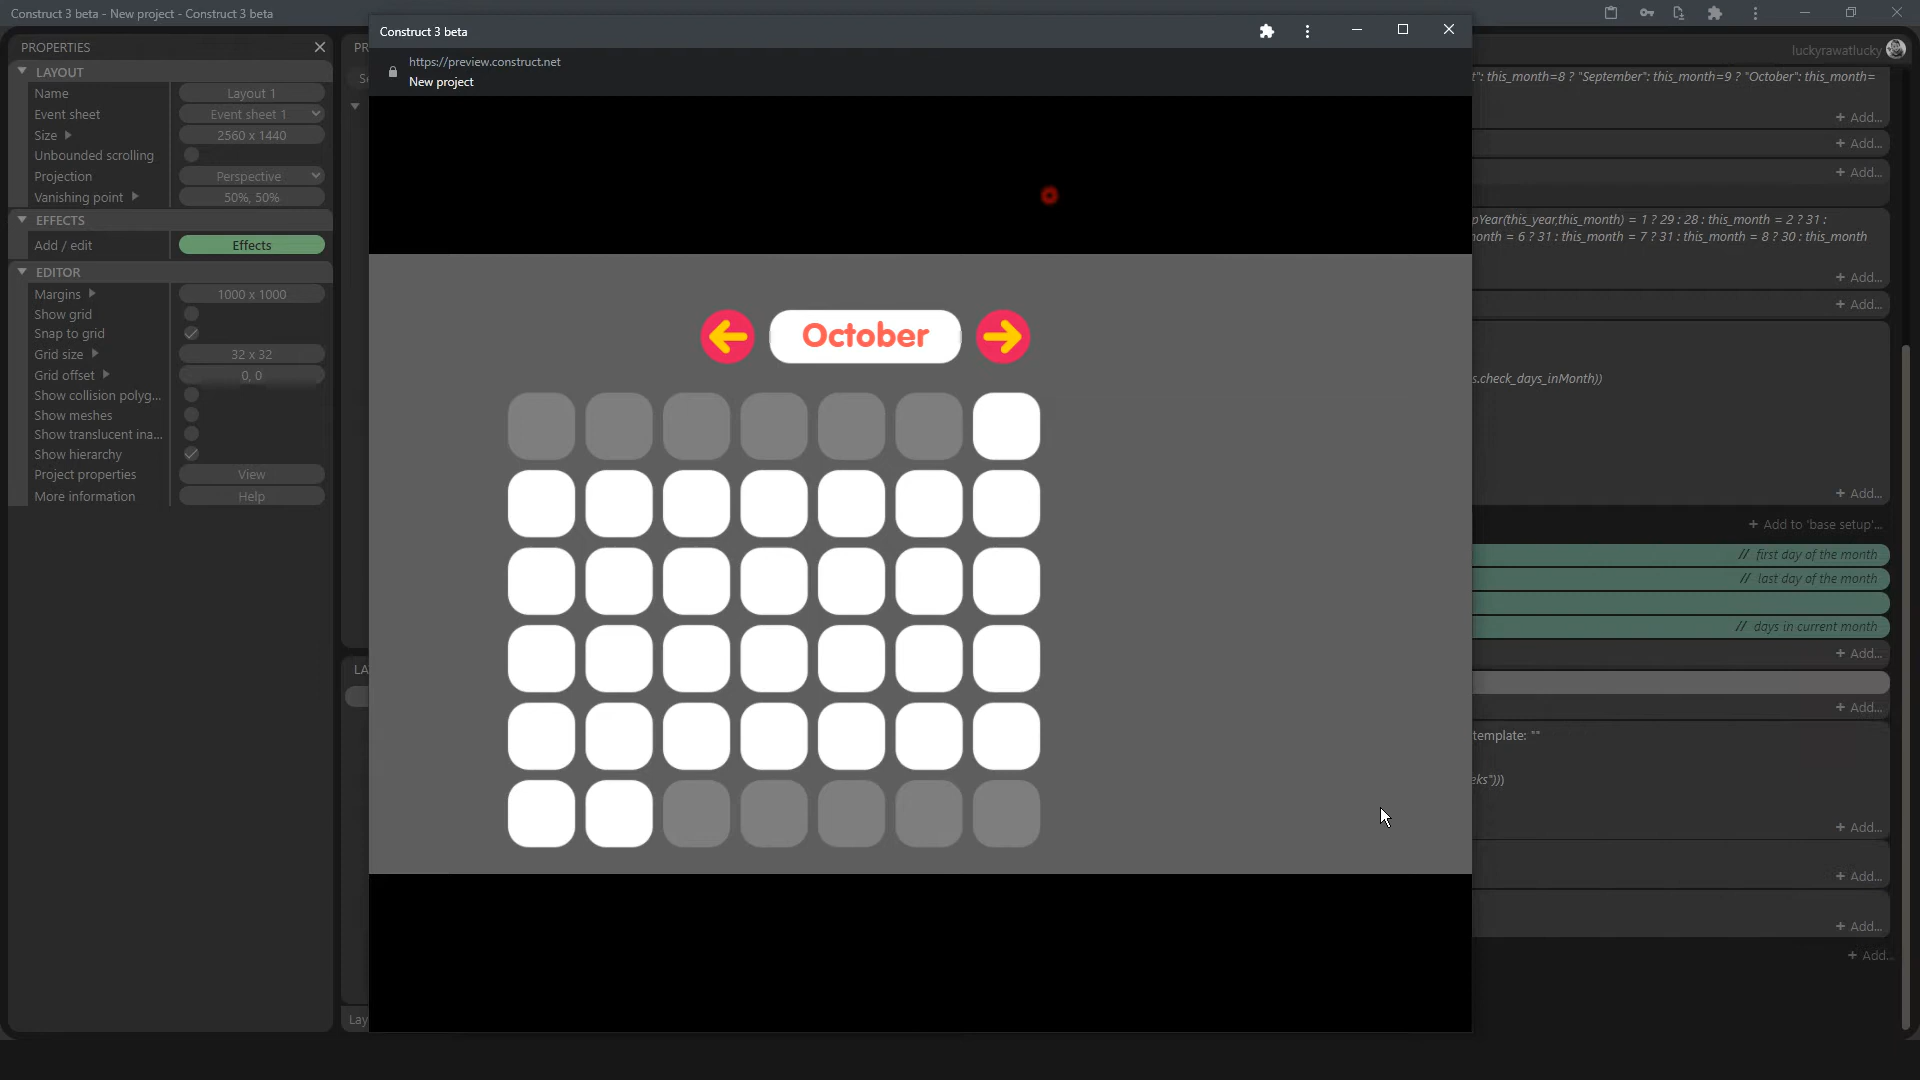 Construct 3 beta - New project - Construct 3 beta
PROPERTIES
LAYOUT
Name Layout 1
Event sheet Event sheet 1
Size 2560 x 1440
Unbounded scrolling
Projection Perspective
Vanishing point 50%, 50%
EFFECTS
Add / edit Effects
EDITOR
Margins 1000 x 1000
Show grid
Snap to grid
Grid size 32 x 32
Grid offset 0, 0
Show collision polyg...
Show meshes
Show translucent ina...
Show hierarchy
Project properties View
More information Help
Construct 3 beta
https://preview.construct.net
New project
October
luckyrawatlucky
t": this_month=8 ? "September": this_month=9 ? "October": this_month=
+ Add...
+ Add...
+ Add...
pYear(this_year,this_month) = 1 ? 29 : 28 : this_month = 2 ? 31 :
onth = 6 ? 31 : this_month = 7 ? 31 : this_month = 8 ? 30 : this_month
+ Add...
+ Add...
s.check_days_inMonth))
+ Add...
+ Add to 'base setup'...
// first day of the month
// last day of the month
// days in current month
+ Add...
+ Add...
template: ""
eks")))
+ Add...
+ Add...
+ Add...
+ Add...
PR
Se
LA
Lay